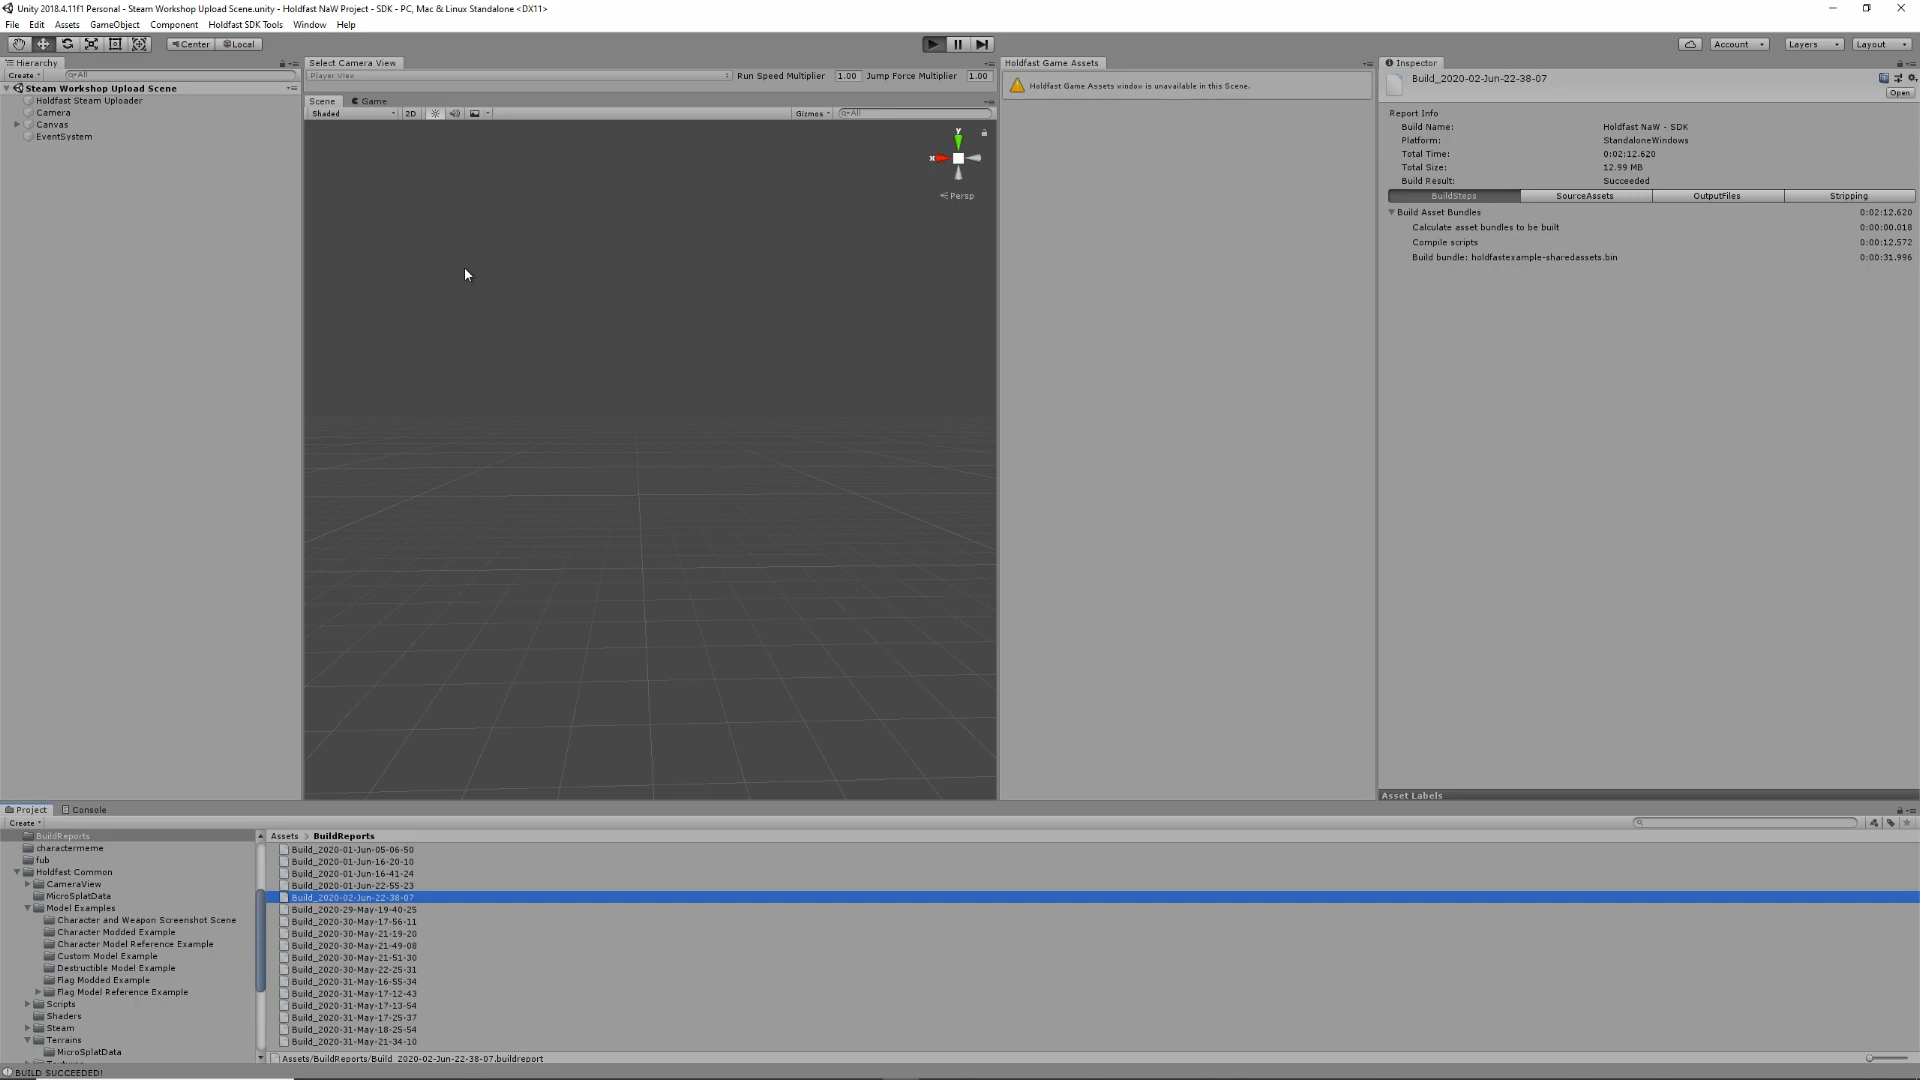 Unity 2018.4.11f1 Personal - Steam Workshop Upload Scene.unity - Holdfast NaW Project - SDK - PC, Mac & Linux Standalone <DX11>
File Edit Assets GameObject Component Holdfast SDK Tools Window Help
Center Local Account Layers Layout
Hierarchy
Create All
Steam Workshop Upload Scene
Holdfast Steam Uploader
Camera
Canvas
EventSystem
Select Camera View
Player View Run Speed Multiplier 1.00 Jump Force Multiplier 1.00
Scene Game
Shaded 2D Gizmos All
y
x
Persp
Holdfast Game Assets
Holdfast Game Assets window is unavailable in this Scene.
Inspector
Build_2020-02-Jun-22-38-07
Open
Report Info
Build Name: Holdfast NaW - SDK
Platform: StandaloneWindows
Total Time: 0:02:12.620
Total Size: 12.99 MB
Build Result: Succeeded
BuildSteps SourceAssets OutputFiles Stripping
Build Asset Bundles 0:02:12.620
Calculate asset bundles to be built 0:00:00.018
Compile scripts 0:00:12.572
Build bundle: holdfastexample-sharedassets.bin 0:00:31.996
Asset Labels
Project Console
Create
BuildReports
charactermeme
fub
Holdfast Common
CameraView
MicroSplatData
Model Examples
Character and Weapon Screenshot Scene
Character Modded Example
Character Model Reference Example
Custom Model Example
Destructible Model Example
Flag Modded Example
Flag Model Reference Example
Scripts
Shaders
Steam
Terrains
MicroSplatData
Assets > BuildReports
Build_2020-01-Jun-05-06-50
Build_2020-01-Jun-16-20-10
Build_2020-01-Jun-16-41-24
Build_2020-01-Jun-22-55-23
Build_2020-02-Jun-22-38-07
Build_2020-29-May-19-40-25
Build_2020-30-May-17-56-11
Build_2020-30-May-21-19-20
Build_2020-30-May-21-49-08
Build_2020-30-May-21-51-30
Build_2020-30-May-22-25-31
Build_2020-31-May-16-55-34
Build_2020-31-May-17-12-43
Build_2020-31-May-17-13-54
Build_2020-31-May-17-25-37
Build_2020-31-May-18-25-54
Build_2020-31-May-21-34-10
Assets/BuildReports/Build_2020-02-Jun-22-38-07.buildreport
BUILD SUCCEEDED!